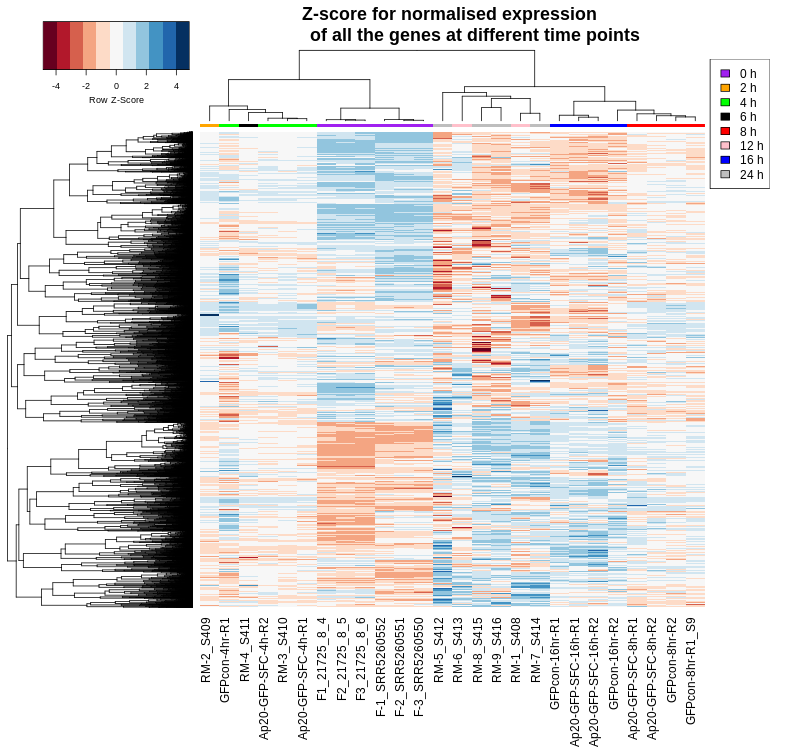 Z-score for normalised expression
of all the genes at different time points
-4 -2 0 2 4
Row Z-Score
0 h
2 h
4 h
6 h
8 h
12 h
16 h
24 h
RM-2_S409
GFPcon-4hr-R1
RM-4_S411
Ap20-GFP-SFC-4h-R2
RM-3_S410
Ap20-GFP-SFC-4h-R1
F1_21725_8_4
F2_21725_8_5
F3_21725_8_6
F-1_SRR5260552
F-2_SRR5260551
F-3_SRR5260550
RM-5_S412
RM-6_S413
RM-8_S415
RM-9_S416
RM-1_S408
RM-7_S414
GFPcon-16hr-R1
Ap20-GFP-SFC-16h-R1
Ap20-GFP-SFC-16h-R2
GFPcon-16hr-R2
Ap20-GFP-SFC-8h-R1
Ap20-GFP-SFC-8h-R2
GFPcon-8hr-R2
GFPcon-8hr-R1_S9